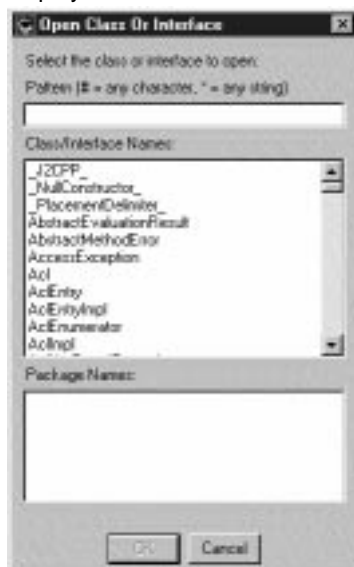 Open Class Or Interface
Select the class or interface to open:
Pattern (# = any character, * = any string)
Class/Interface Names:
_J2CPP_
_NullConstructor_
_PlacementDelimiter_
AbstractEvaluationResult
AbstractMethodError
AccessException
Acl
AclEntry
AclEntryImpl
AclEnumerator
AclImpl
Package Names:
OK
Cancel